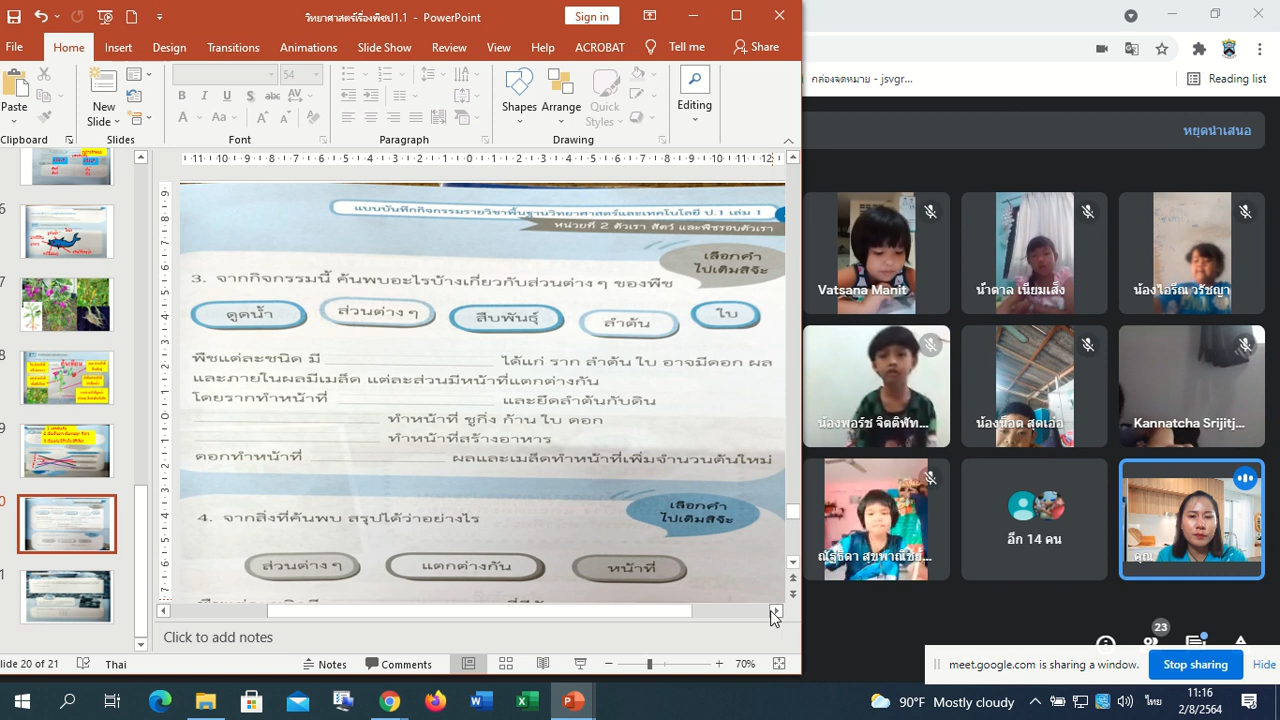 วิทยาศาสตร์เรื่องพืชป1.1 - PowerPoint
Sign in
File
Home
Insert
Design
Transitions
Animations
Slide Show
Review
View
Help
ACROBAT
Tell me
Share
Paste
New
Slide
54
Shapes
Arrange
Quick
Styles
Editing
Clipboard
Slides
Font
Paragraph
Drawing
แบบบันทึกกิจกรรมรายวิชาพื้นฐานวิทยาศาสตร์และเทคโนโลยี ป.1 เล่ม 1
หน่วยที่ 2 ตัวเรา สัตว์ และพืชรอบตัวเรา
เลือกคำ
ไปเติมสิจ๊ะ
3. จากกิจกรรมนี้ ค้นพบอะไรบ้างเกี่ยวกับส่วนต่าง ๆ ของพืช
ดูดน้ำ
ส่วนต่าง ๆ
สืบพันธุ์
ลำต้น
ใบ
พืชแต่ละชนิด มี ได้แก่ ราก ลำต้น ใบ อาจมีดอก ผล
และภายในผลมีเมล็ด แต่ละส่วนมีหน้าที่แตกต่างกัน
โดยรากทำหน้าที่ และยึดลำต้นกับดิน
ทำหน้าที่ ชูกิ่ง ก้าน ใบ ดอก
ทำหน้าที่สร้างอาหาร
ดอกทำหน้าที่ ผลและเมล็ดทำหน้าที่เพิ่มจำนวนต้นใหม่
เลือกคำ
ไปเติมสิจ๊ะ
4. จากสิ่งที่ค้นพบ สรุปได้ว่าอย่างไร
ส่วนต่าง ๆ
แตกต่างกัน
หน้าที่
Click to add notes
lide 20 of 21
Thai
Notes
Comments
70%
กล่องจดหมาย - jsvgr...
Reading list
หยุดนำเสนอ
Vatsana Manit
น้ำตาล เนียมเส็ง
น้องไอรีณ วรัชญา
น้องพอร์ช จิตติพัท...
น้องน็อต สดเอ๋อ
Kannatcha Srijitj...
ณัฐธิดา สุขพาณิชย์...
อีก 14 คน
คุณ
23
meet.google.com is sharing a window.
Stop sharing
Hide
90°F Mostly cloudy
ไทย
11:16
2/8/2564